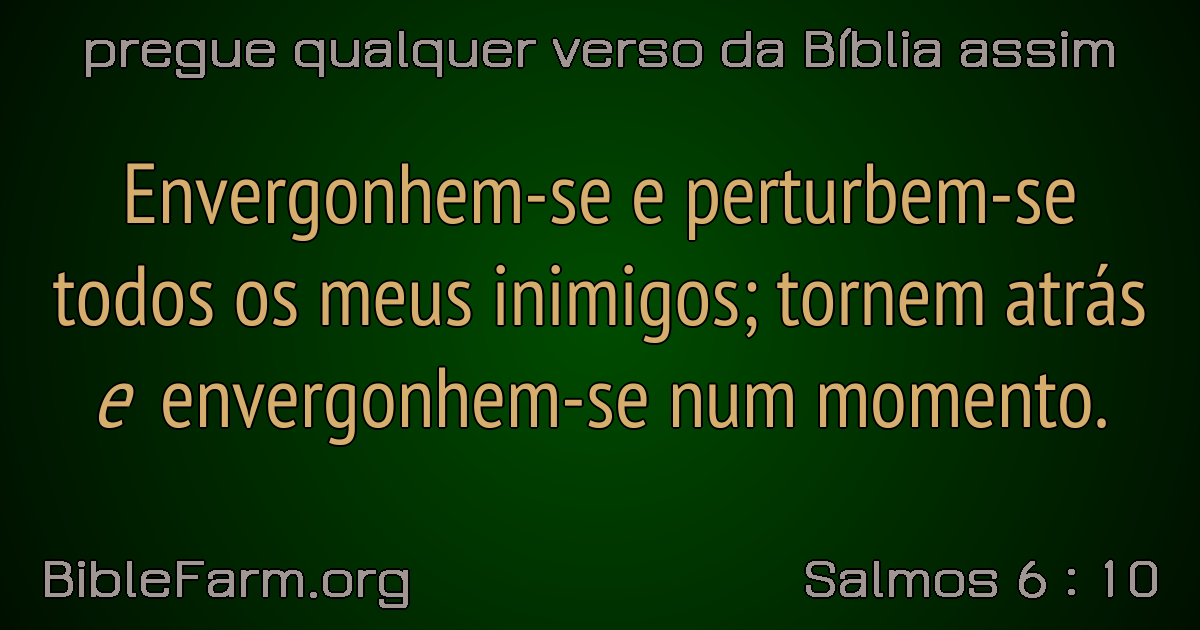 pregue qualquer verso da Bíblia assim
Envergonhem-se e perturbem-se
todos os meus inimigos; tornem atrás
e envergonhem-se num momento.
BibleFarm.org
Salmos 6 : 10